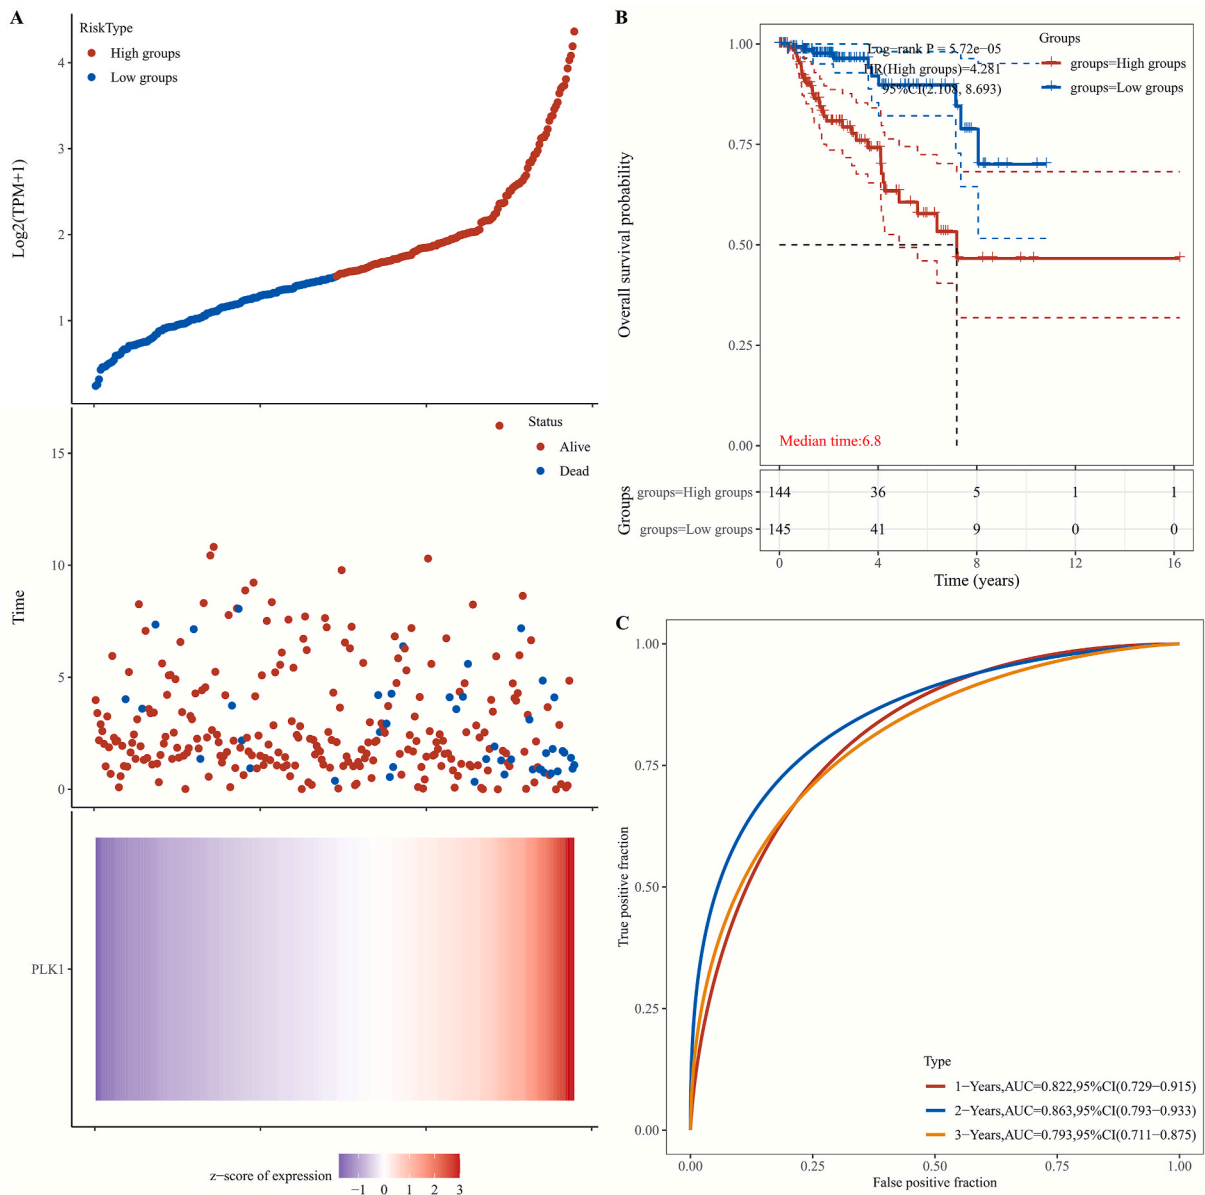 A
RiskType
High groups
Low groups
Log2(TPM+1)
4
3
2
1
Status
Alive
Dead
Time
15
10
5
0
PLK1
z-score of expression
−1 0 1 2 3
B
Log−rank P = 5.72e−05
HR(High groups)=4.281
95%CI(2.108, 8.693)
Groups
groups=High groups
groups=Low groups
Overall survival probability
1.00
0.75
0.50
0.25
0.00
Median time:6.8
Groups
groups=High groups 144 36 5 1 1
groups=Low groups 145 41 9 0 0
0 4 8 12 16
Time (years)
C
True positive fraction
1.00
0.75
0.50
0.25
0.00
Type
1−Years,AUC=0.822,95%CI(0.729−0.915)
2−Years,AUC=0.863,95%CI(0.793−0.933)
3−Years,AUC=0.793,95%CI(0.711−0.875)
0.00 0.25 0.50 0.75 1.00
False positive fraction